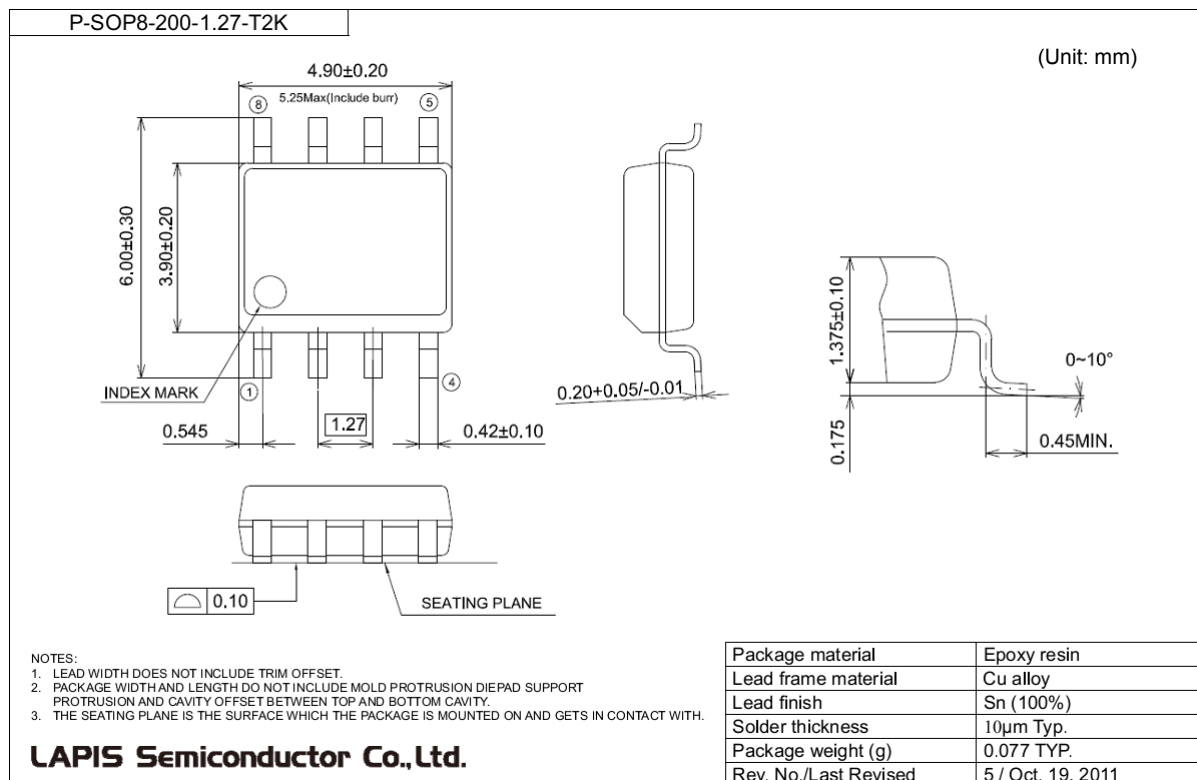 P-SOP8-200-1.27-T2K
(Unit: mm)
4.90±0.20
5.25Max(Include burr)
8
5
6.00±0.30
3.90±0.20
INDEX MARK
1
4
0.545
1.27
0.42±0.10
0.20+0.05/-0.01
1.375±0.10
0.175
0~10°
0.45MIN.
0.10
SEATING PLANE
NOTES:
1. LEAD WIDTH DOES NOT INCLUDE TRIM OFFSET.
2. PACKAGE WIDTH AND LENGTH DO NOT INCLUDE MOLD PROTRUSION DIEPAD SUPPORT
PROTRUSION AND CAVITY OFFSET BETWEEN TOP AND BOTTOM CAVITY.
3. THE SEATING PLANE IS THE SURFACE WHICH THE PACKAGE IS MOUNTED ON AND GETS IN CONTACT WITH.
LAPIS Semiconductor Co.,Ltd.
Package material Epoxy resin
Lead frame material Cu alloy
Lead finish Sn (100%)
Solder thickness 10µm Typ.
Package weight (g) 0.077 TYP.
Rev. No./Last Revised 5 / Oct. 19, 2011